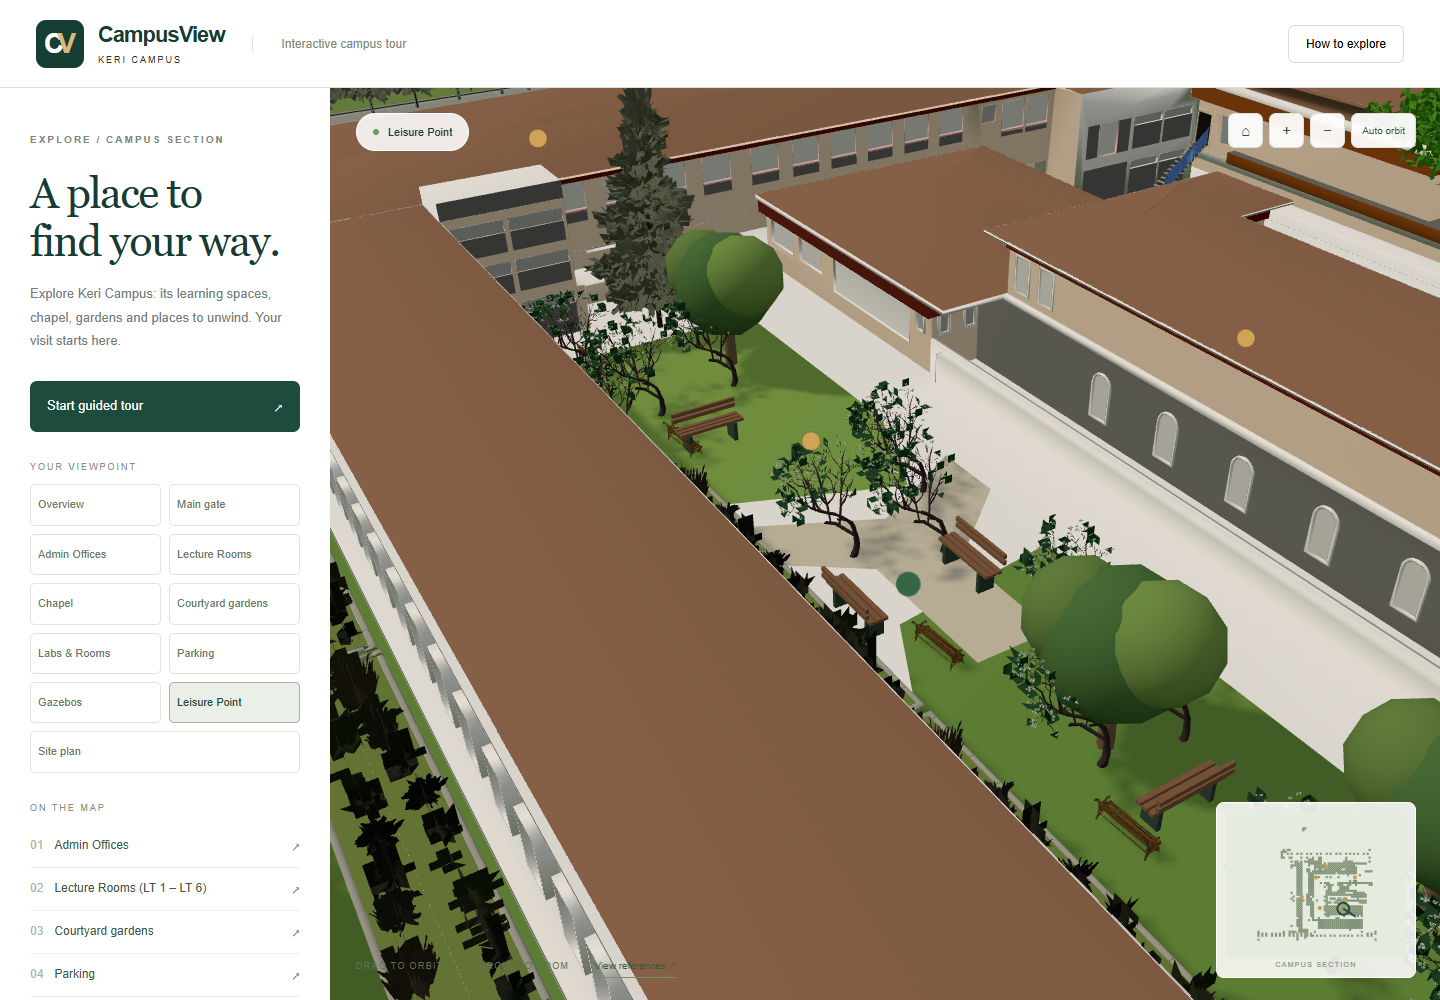 CV
CampusView
KERI CAMPUS
Interactive campus tour
How to explore
EXPLORE / CAMPUS SECTION
A place to
find your way.
Explore Keri Campus: its learning spaces,
chapel, gardens and places to unwind. Your
visit starts here.
Start guided tour ↗
YOUR VIEWPOINT
Overview
Main gate
Admin Offices
Lecture Rooms
Chapel
Courtyard gardens
Labs & Rooms
Parking
Gazebos
Leisure Point
Site plan
ON THE MAP
01 Admin Offices ↗
02 Lecture Rooms (LT 1 – LT 6) ↗
03 Courtyard gardens ↗
04 Parking ↗
Leisure Point
⌂ + − Auto orbit
TO
View references ↗
CAMPUS SECTION